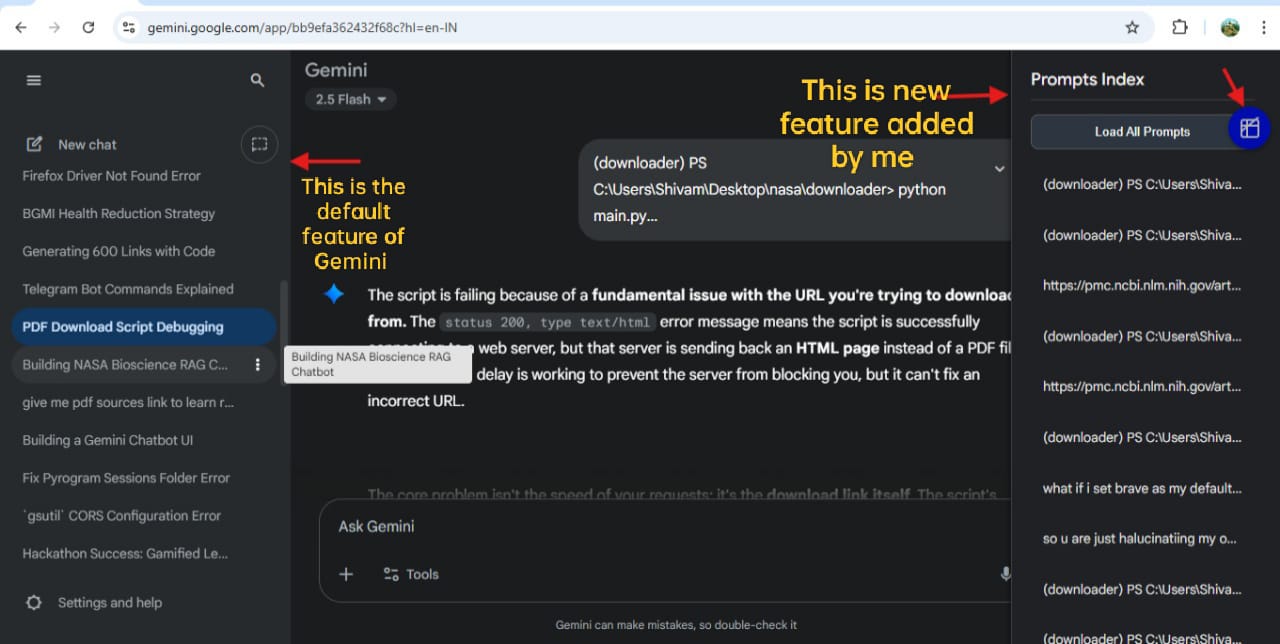 gemini.google.com/app/bb9efa362432f68c?hl=en-IN
Gemini
2.5 Flash
New chat
Firefox Driver Not Found Error
BGMI Health Reduction Strategy
Generating 600 Links with Code
Telegram Bot Commands Explained
PDF Download Script Debugging
Building NASA Bioscience RAG C...
give me pdf sources link to learn r...
Building a Gemini Chatbot UI
Fix Pyrogram Sessions Folder Error
`gsutil` CORS Configuration Error
Hackathon Success: Gamified Le...
Settings and help
Building NASA Bioscience RAG
Chatbot
This is the
default
feature of
Gemini
This is new
feature added
by me
(downloader) PS
C:\Users\Shivam\Desktop\nasa\downloader> python
main.py...
The script is failing because of a fundamental issue with the URL you're trying to download
from. The status 200, type text/html error message means the script is successfully
web server, but that server is sending back an HTML page instead of a PDF fil
delay is working to prevent the server from blocking you, but it can't fix an
incorrect URL.
The core problem isn't the speed of your requests; it's the download link itself. The script's
Ask Gemini
Tools
Gemini can make mistakes, so double-check it
Prompts Index
Load All Prompts
(downloader) PS C:\Users\Shiva...
(downloader) PS C:\Users\Shiva...
https://pmc.ncbi.nlm.nih.gov/art...
(downloader) PS C:\Users\Shiva...
https://pmc.ncbi.nlm.nih.gov/art...
(downloader) PS C:\Users\Shiva...
what if i set brave as my default...
so u are just halucinatiing my o...
(downloader) PS C:\Users\Shiva...
(downloader) PS C:\Users\Shiva...